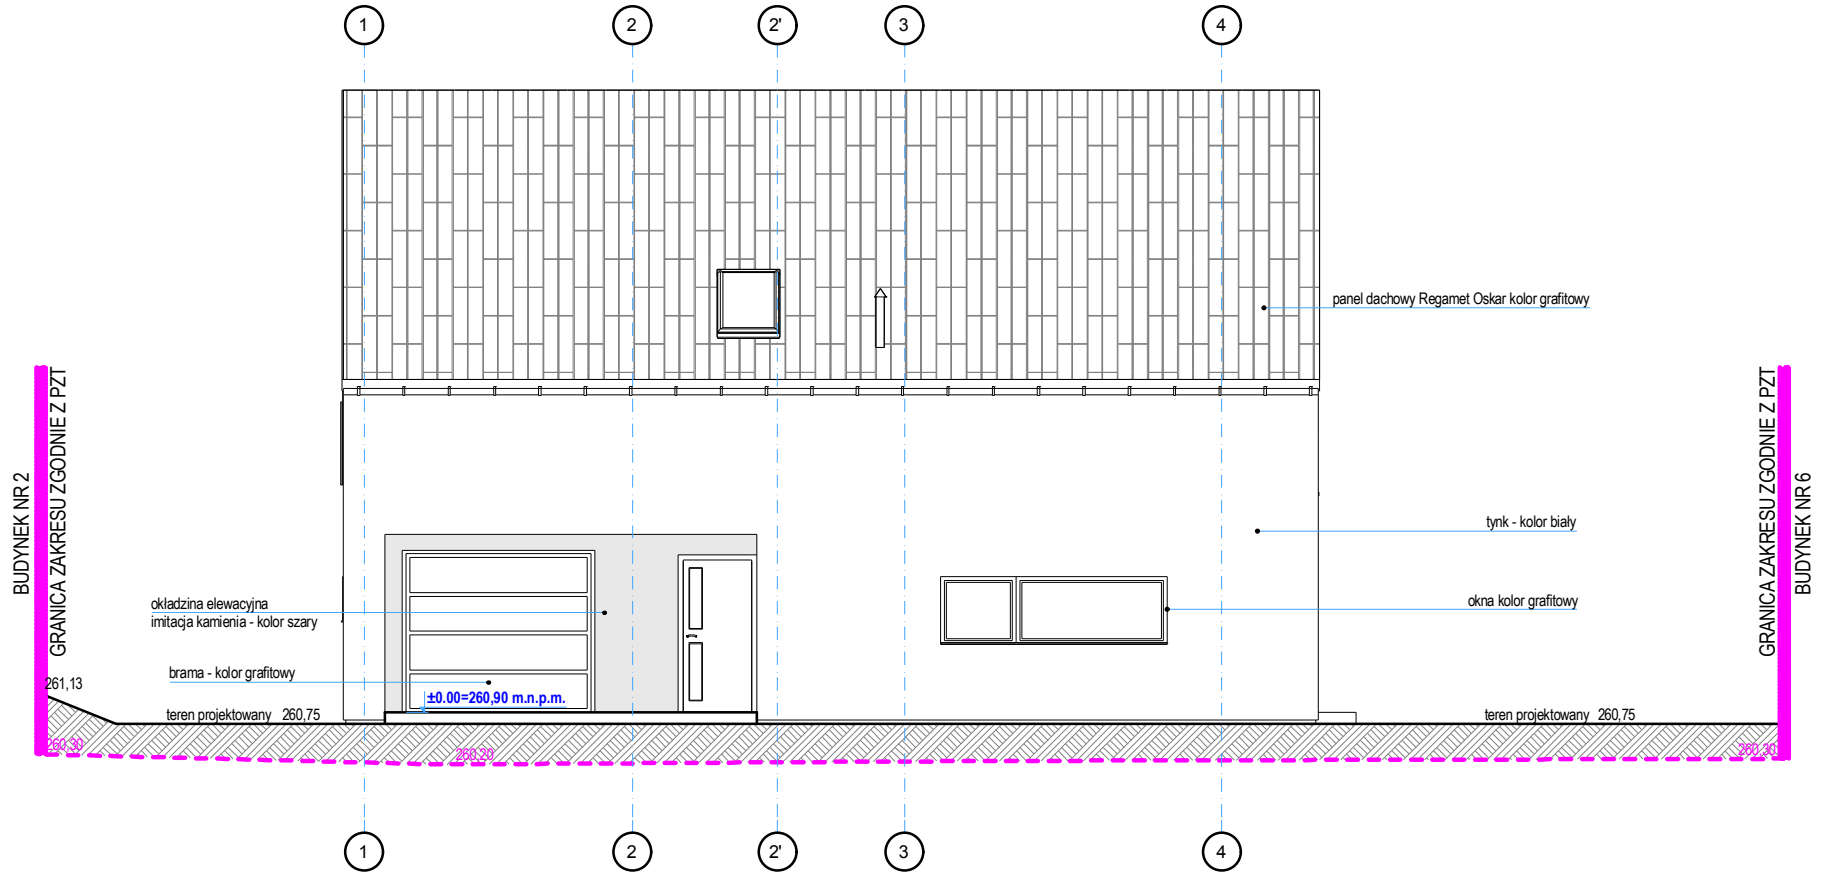 1 2 2' 3 4
panel dachowy Regamet Oskar kolor grafitowy
BUDYNEK NR 2
GRANICA ZAKRESU ZGODNIE Z PZT
GRANICA ZAKRESU ZGODNIE Z PZT
BUDYNEK NR 6
tynk - kolor biały
okładzina elewacyjna
imitacja kamienia - kolor szary
okna kolor grafitowy
brama - kolor grafitowy
261,13
±0.00=260,90 m.n.p.m.
teren projektowany 260,75
teren projektowany 260,75
260,30
260,20
260,30
1 2 2' 3 4